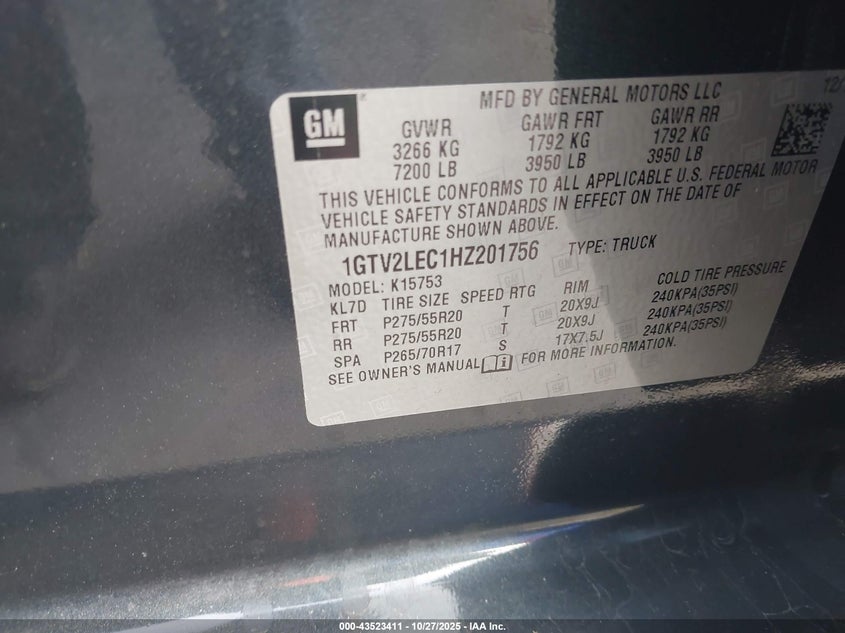 MFD BY GENERAL MOTORS LLC 12/
GM
GVWR GAWR FRT GAWR RR
3266 KG 1792 KG 1792 KG
7200 LB 3950 LB 3950 LB
THIS VEHICLE CONFORMS TO ALL APPLICABLE U.S. FEDERAL MOTOR
VEHICLE SAFETY STANDARDS IN EFFECT ON THE DATE OF
MANUFACTURE SHOWN ABOVE.
1GTV2LEC1HZ201756 TYPE: TRUCK
MODEL: K15753
KL7D TIRE SIZE SPEED RTG RIM COLD TIRE PRESSURE
FRT P275/55R20 T 20X9J 240KPA(35PSI)
RR P275/55R20 T 20X9J 240KPA(35PSI)
SPA P265/70R17 S 17X7.5J 240KPA(35PSI)
SEE OWNER'S MANUAL FOR MORE INFORMATION.
000-43523411 - 10/27/2025 - IAA Inc.